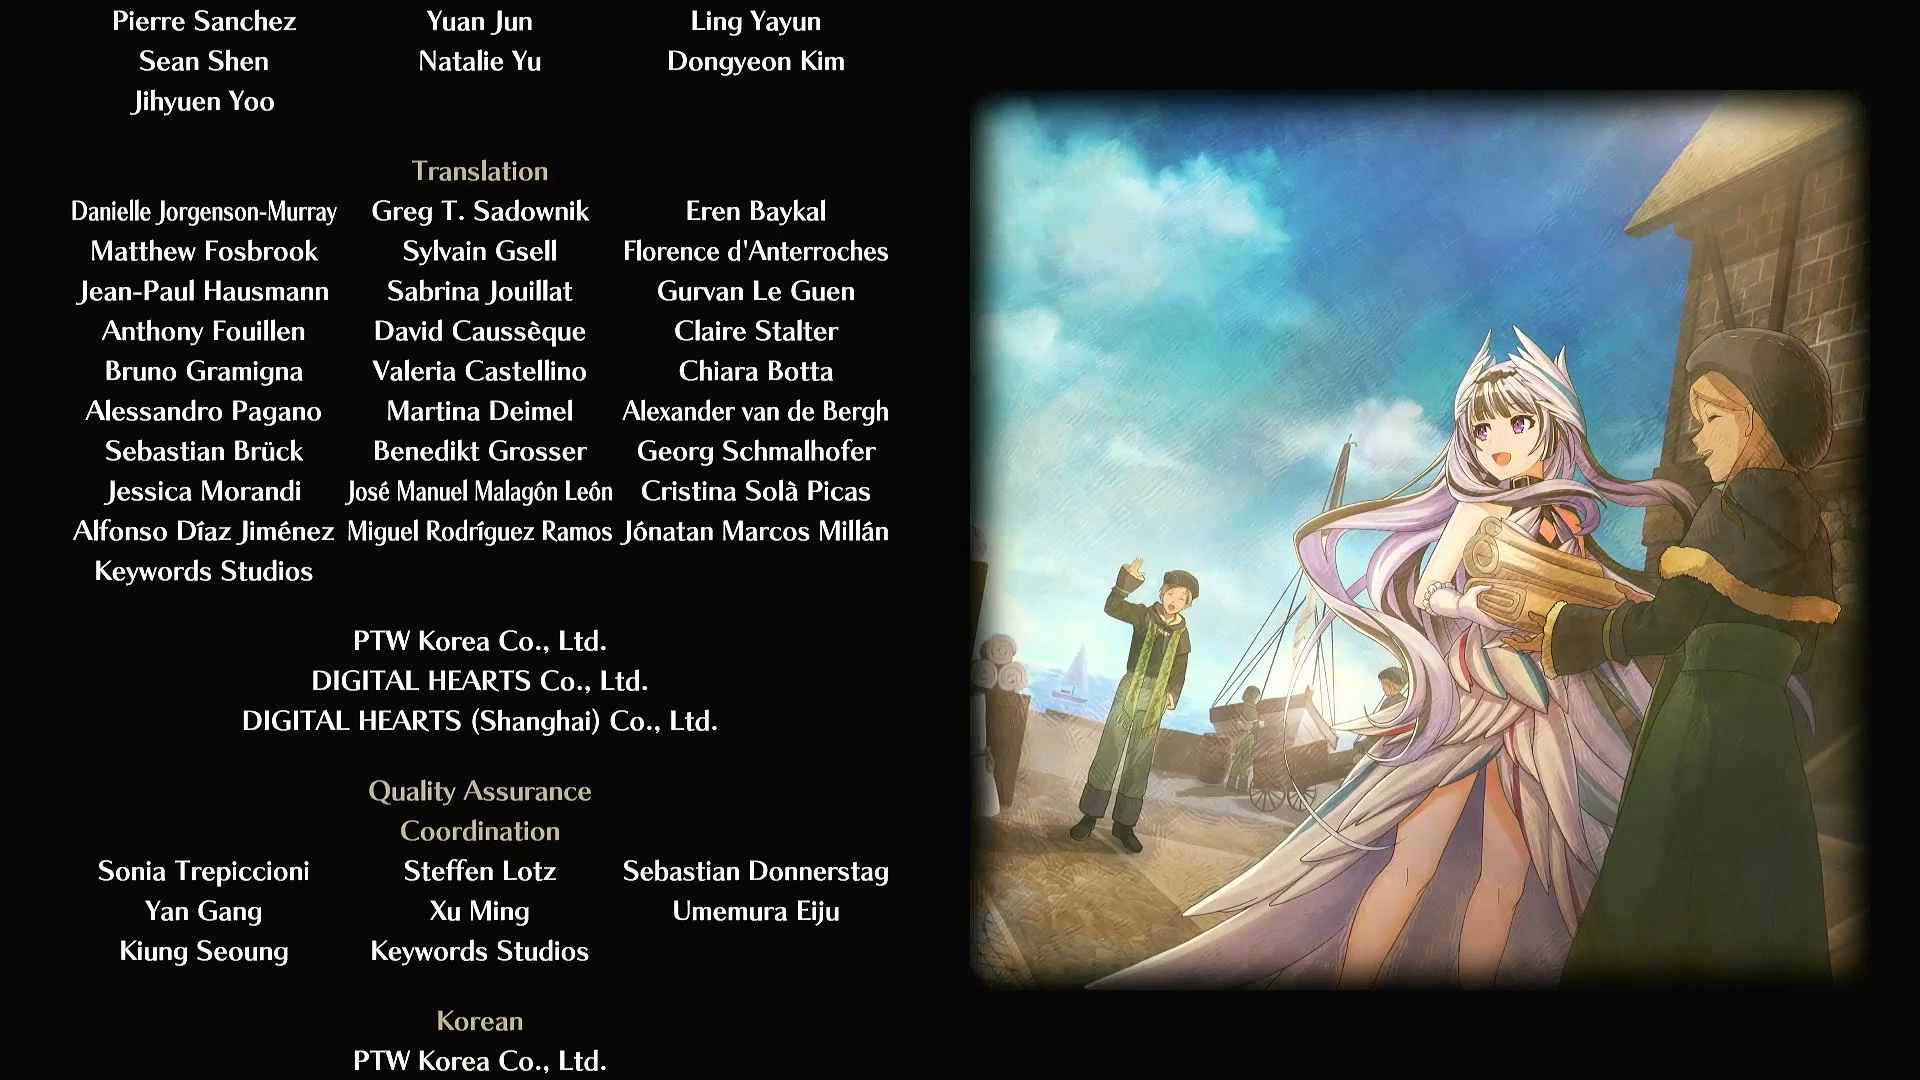 Pierre Sanchez Yuan Jun Ling Yayun
Sean Shen Natalie Yu Dongyeon Kim
Jihyuen Yoo
Translation
Danielle Jorgenson-Murray Greg T. Sadownik Eren Baykal
Matthew Fosbrook Sylvain Gsell Florence d'Anterroches
Jean-Paul Hausmann Sabrina Jouillat Gurvan Le Guen
Anthony Fouillen David Caussèque Claire Stalter
Bruno Gramigna Valeria Castellino Chiara Botta
Alessandro Pagano Martina Deimel Alexander van de Bergh
Sebastian Brück Benedikt Grosser Georg Schmalhofer
Jessica Morandi José Manuel Malagón León Cristina Solà Picas
Alfonso Díaz Jiménez Miguel Rodríguez Ramos Jónatan Marcos Millán
Keywords Studios
PTW Korea Co., Ltd.
DIGITAL HEARTS Co., Ltd.
DIGITAL HEARTS (Shanghai) Co., Ltd.
Quality Assurance
Coordination
Sonia Trepiccioni Steffen Lotz Sebastian Donnerstag
Yan Gang Xu Ming Umemura Eiju
Kiung Seoung Keywords Studios
Korean
PTW Korea Co., Ltd.